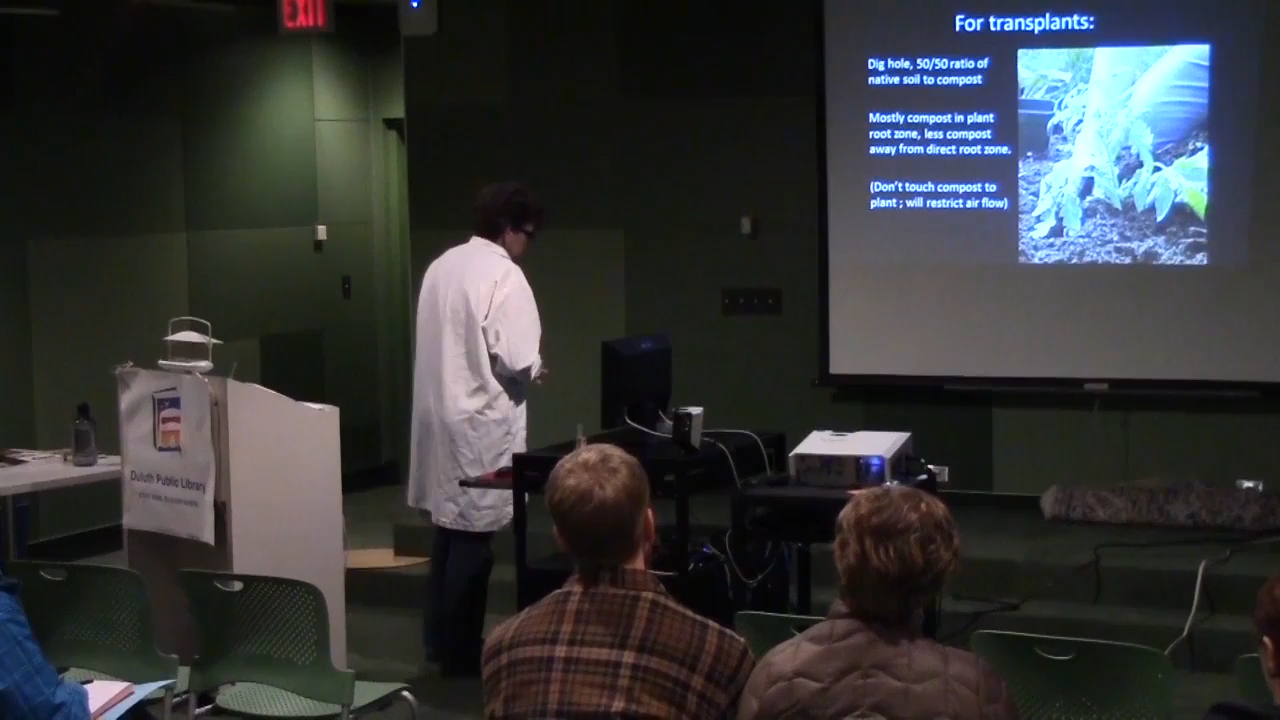 EXIT
For transplants:
Dig hole, 50/50 ratio of
native soil to compost
Mostly compost in plant
root zone, less compost
away from direct root zone.
(Don't touch compost to
plant ; will restrict air flow)
Duluth Public Library